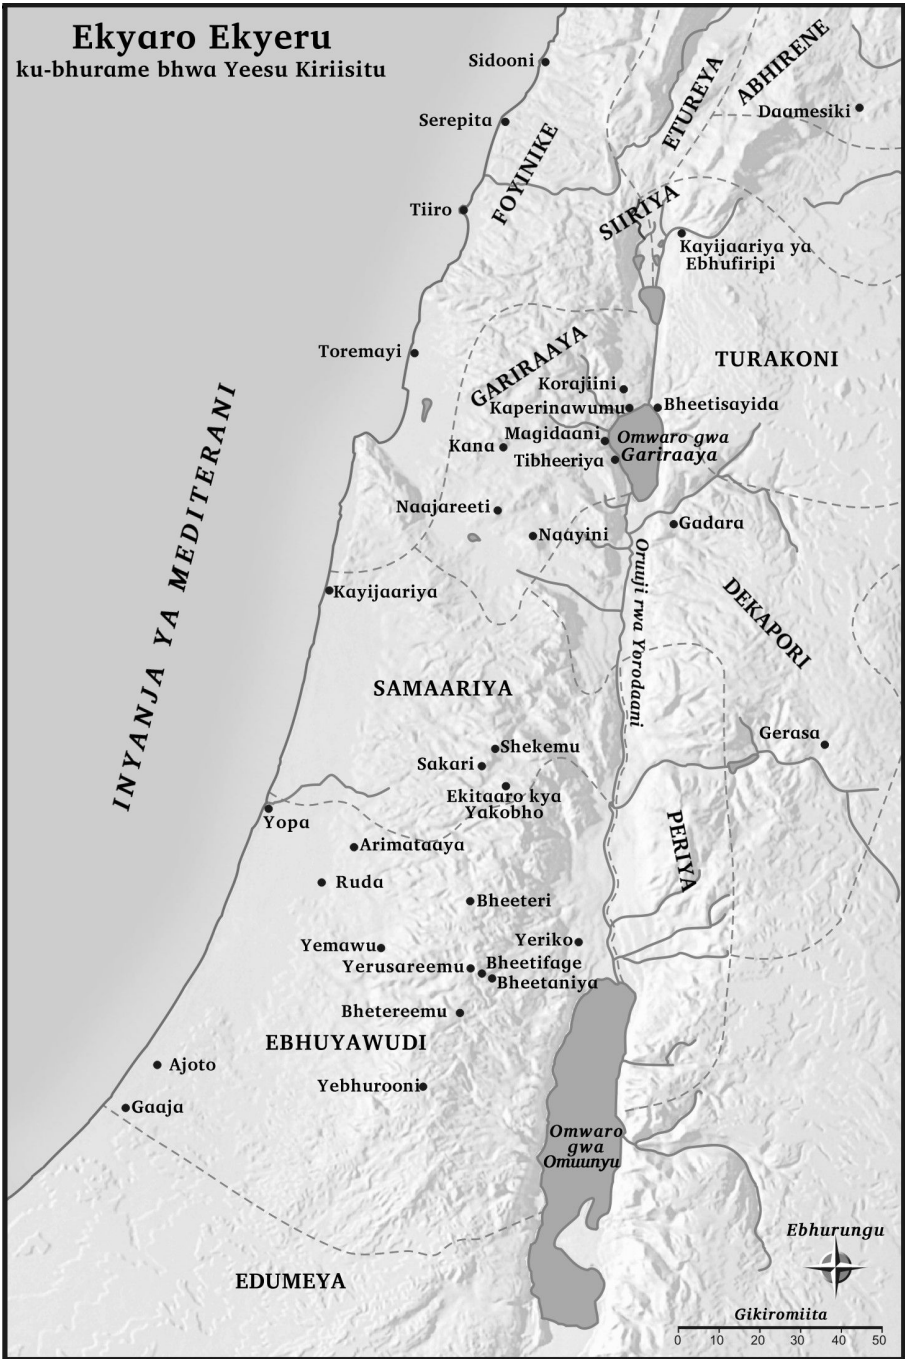 Ekyaro Ekyeru
ku-bhurame bhwa Yeesu Kiriisitu
Sidooni
Serepita
FOYINIKE
Tiiro
ETUREYA
ABHIRENE
Daamesiki
SIIRIYA
Kayijaariya ya
Ebhufiripi
Toremayi
GARIRAAYA
TURAKONI
Korajiini
Kaperinawumu
Bheetisayida
Magidaani
Kana
Tibheeriya
Omwaro gwa
Gariraaya
Naajareeti
Naayini
Gadara
INYANJA YA MEDITERANI
Kayijaariya
Oruuji rwa Yorodaani
DEKAPORI
SAMAARIYA
Shekemu
Sakari
Gerasa
Ekitaaro kya
Yakobho
Yopa
PERIYA
Arimataaya
Ruda
Bheeteri
Yemawu
Yeriko
Yerusareemu
Bheetifage
Bheetaniya
Bhetereemu
EBHUYAWUDI
Ajoto
Yebhurooni
Gaaja
Omwaro
gwa
Omuunyu
EDUMEYA
Ebhurungu
Gikiromiita
0 10 20 30 40 50